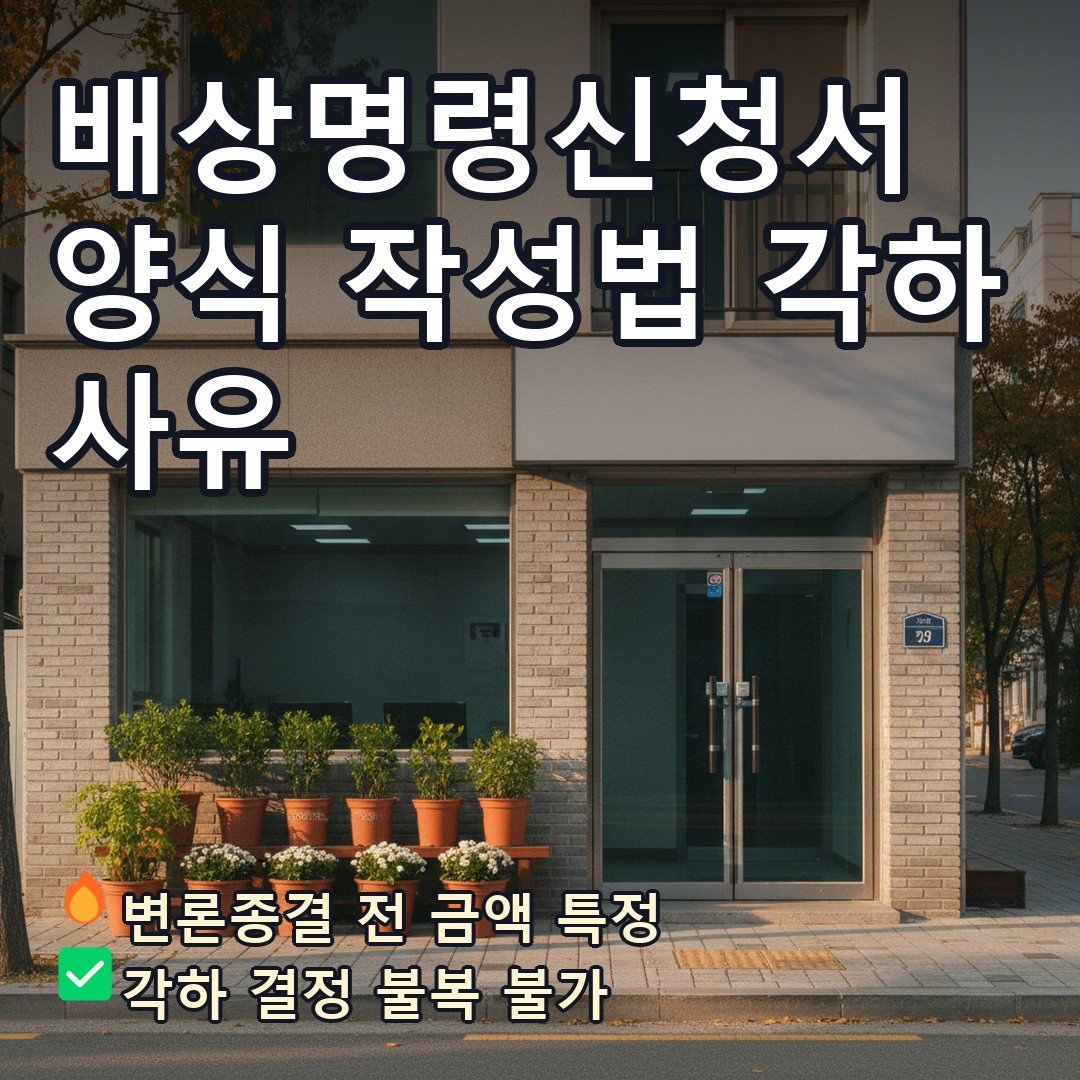 배상명령신청서
양식 작성법 각하
사유
변론종결 전 금액 특정
각하 결정 불복 불가